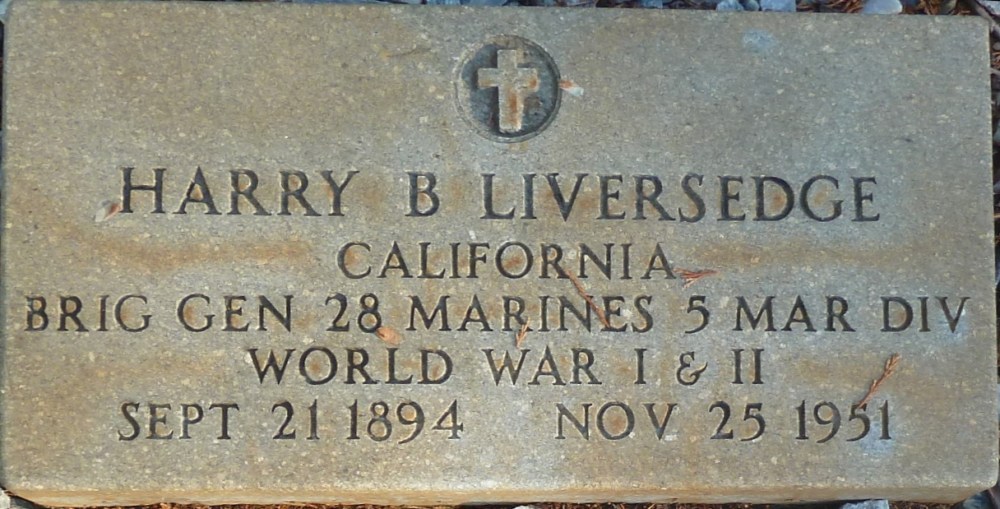 HARRY B LIVERSEDGE
CALIFORNIA
BRIG GEN 28 MARINES 5 MAR DIV
WORLD WAR I & II
SEPT 21 1894 NOV 25 1951